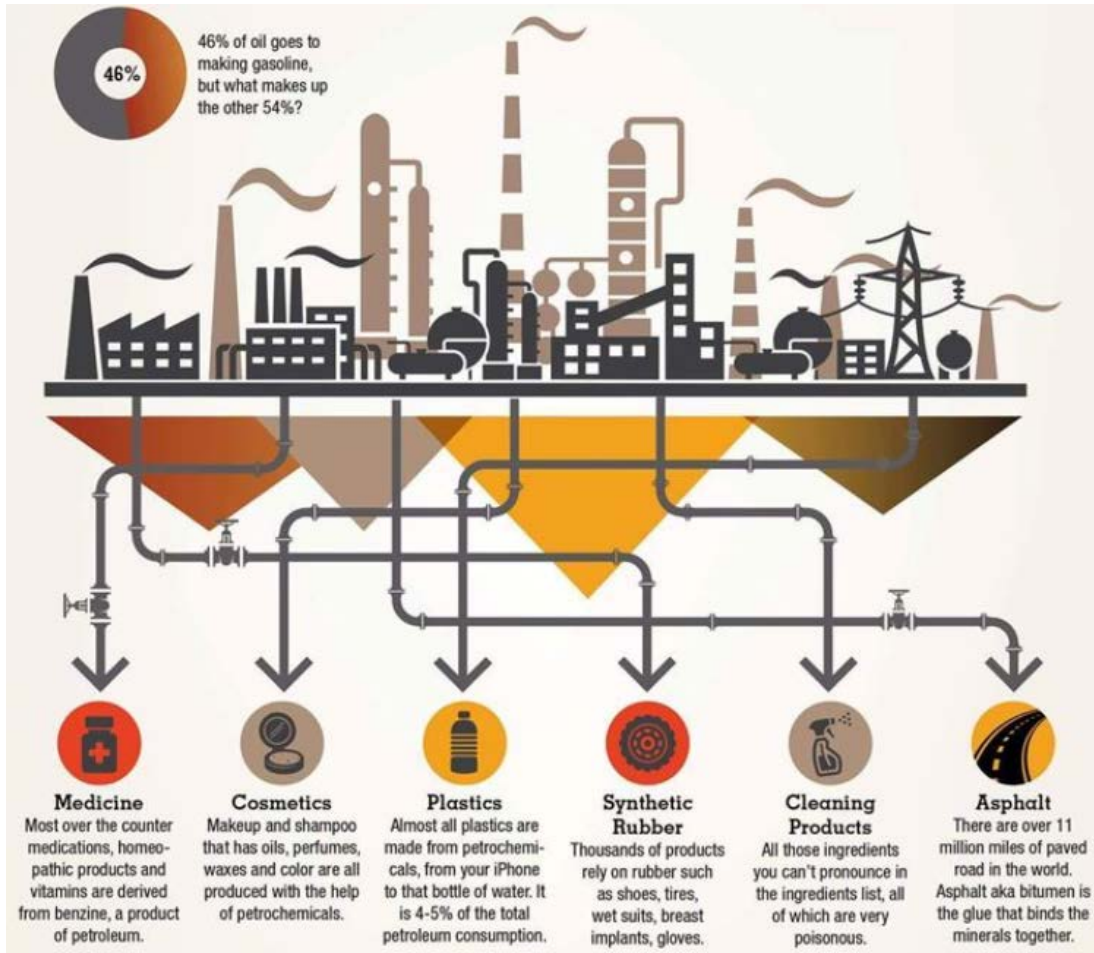 46%
46% of oil goes to
making gasoline,
but what makes up
the other 54%?
Medicine
Most over the counter
medications, homeo-
pathic products and
vitamins are derived
from benzine, a product
of petroleum.
Cosmetics
Makeup and shampoo
that has oils, perfumes,
waxes and color are all
produced with the help
of petrochemicals.
Plastics
Almost all plastics are
made from petrochemi-
cals, from your iPhone
to that bottle of water. It
is 4-5% of the total
petroleum consumption.
Synthetic
Rubber
Thousands of products
rely on rubber such
as shoes, tires,
wet suits, breast
implants, gloves.
Cleaning
Products
All those ingredients
you can't pronounce in
the ingredients list, all
of which are very
poisonous.
Asphalt
There are over 11
million miles of paved
road in the world.
Asphalt aka bitumen is
the glue that binds the
minerals together.